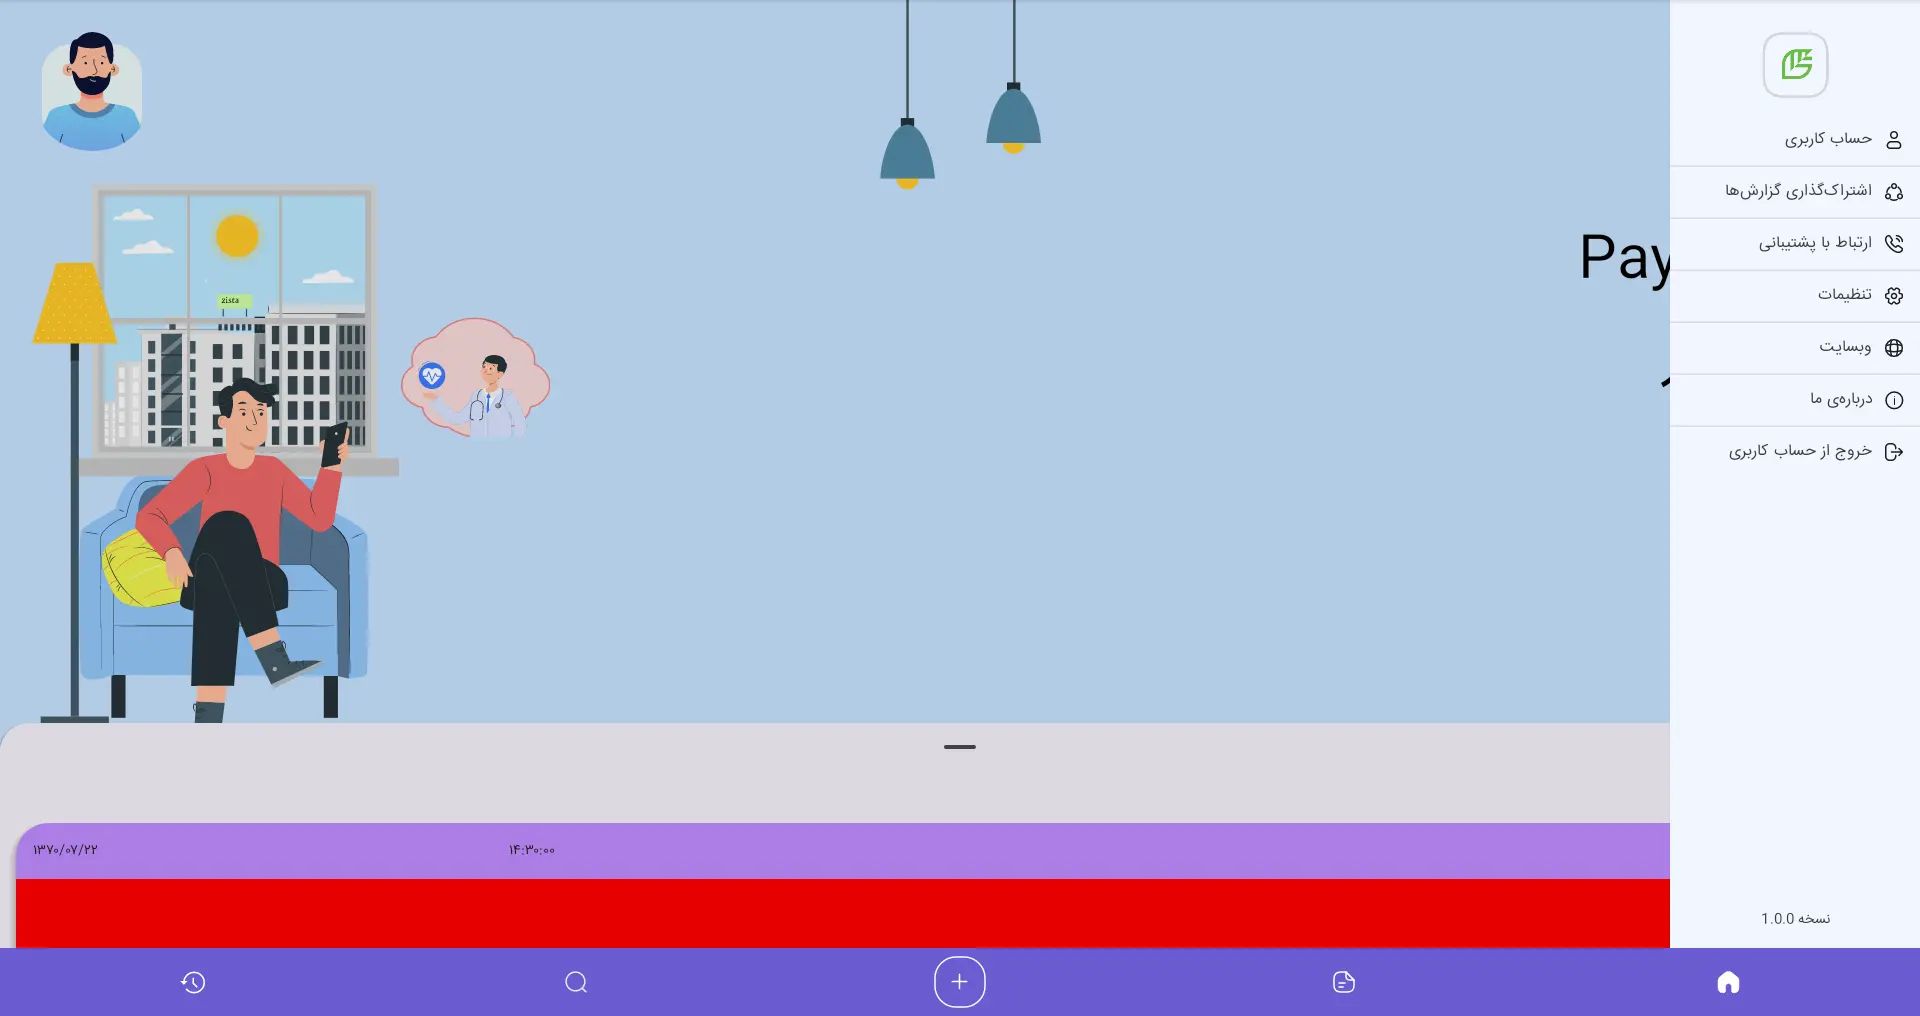 حساب کاربری
اشتراک‌گذاری گزارش‌ها
ارتباط با پشتیبانی
تنظیمات
وبسایت
درباره‌ی ما
خروج از حساب کاربری
نسخه 1.0.0
Pay
zista
۱۳۷۰/۰۷/۲۲
۱۴:۳۰:۰۰